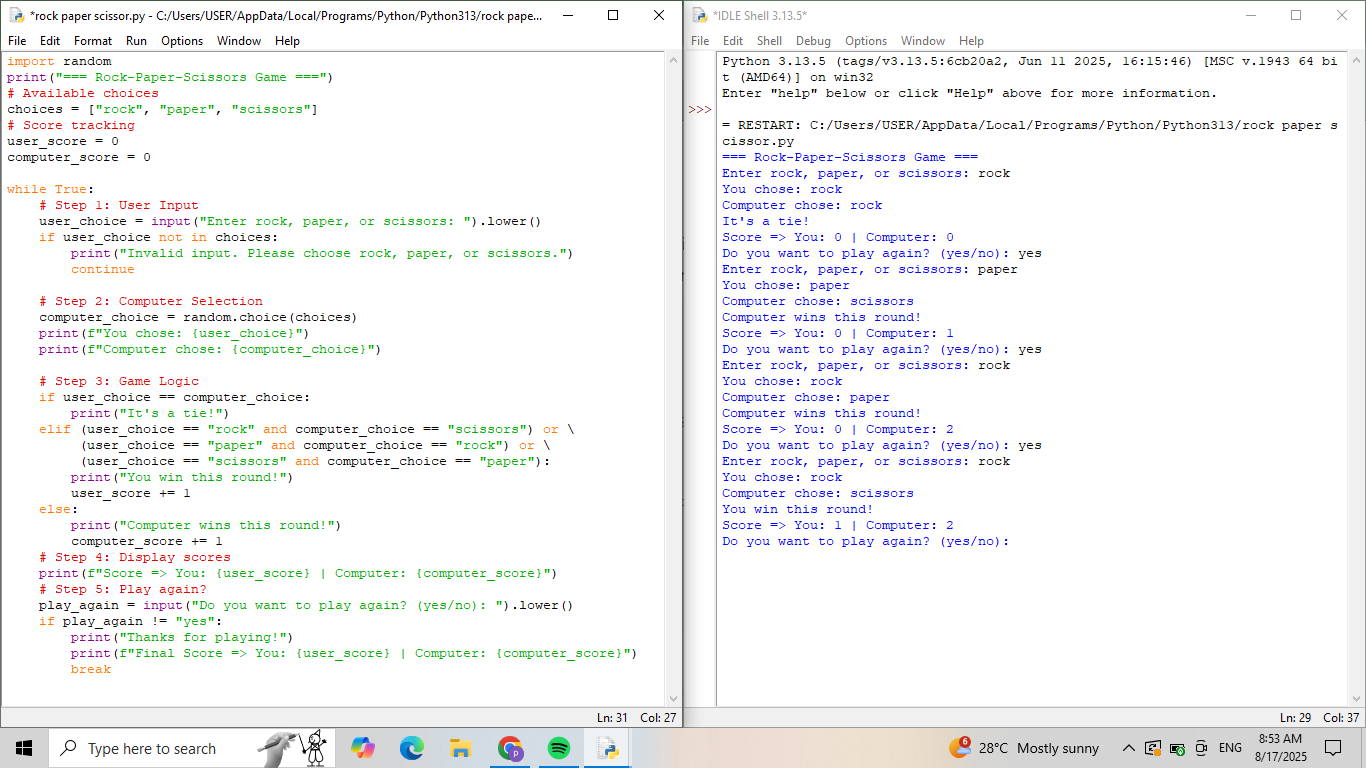 *rock paper scissor.py - C:/Users/USER/AppData/Local/Programs/Python/Python313/rock pape...
File Edit Format Run Options Window Help
import random
print("=== Rock-Paper-Scissors Game ===")
# Available choices
choices = ["rock", "paper", "scissors"]
# Score tracking
user_score = 0
computer_score = 0
while True:
    # Step 1: User Input
    user_choice = input("Enter rock, paper, or scissors: ").lower()
    if user_choice not in choices:
        print("Invalid input. Please choose rock, paper, or scissors.")
        continue
    # Step 2: Computer Selection
    computer_choice = random.choice(choices)
    print(f"You chose: {user_choice}")
    print(f"Computer chose: {computer_choice}")
    # Step 3: Game Logic
    if user_choice == computer_choice:
        print("It's a tie!")
    elif (user_choice == "rock" and computer_choice == "scissors") or \
         (user_choice == "paper" and computer_choice == "rock") or \
         (user_choice == "scissors" and computer_choice == "paper"):
        print("You win this round!")
        user_score += 1
    else:
        print("Computer wins this round!")
        computer_score += 1
    # Step 4: Display scores
    print(f"Score => You: {user_score} | Computer: {computer_score}")
    # Step 5: Play again?
    play_again = input("Do you want to play again? (yes/no): ").lower()
    if play_again != "yes":
        print("Thanks for playing!")
        print(f"Final Score => You: {user_score} | Computer: {computer_score}")
        break
Ln: 31 Col: 27
*IDLE Shell 3.13.5*
File Edit Shell Debug Options Window Help
Python 3.13.5 (tags/v3.13.5:6cb20a2, Jun 11 2025, 16:15:46) [MSC v.1943 64 bi
t (AMD64)] on win32
Enter "help" below or click "Help" above for more information.
>>>
= RESTART: C:/Users/USER/AppData/Local/Programs/Python/Python313/rock paper s
cissor.py
=== Rock-Paper-Scissors Game ===
Enter rock, paper, or scissors: rock
You chose: rock
Computer chose: rock
It's a tie!
Score => You: 0 | Computer: 0
Do you want to play again? (yes/no): yes
Enter rock, paper, or scissors: paper
You chose: paper
Computer chose: scissors
Computer wins this round!
Score => You: 0 | Computer: 1
Do you want to play again? (yes/no): yes
Enter rock, paper, or scissors: rock
You chose: rock
Computer chose: paper
Computer wins this round!
Score => You: 0 | Computer: 2
Do you want to play again? (yes/no): yes
Enter rock, paper, or scissors: rock
You chose: rock
Computer chose: scissors
You win this round!
Score => You: 1 | Computer: 2
Do you want to play again? (yes/no):
Ln: 29 Col: 37
Type here to search
p
6
28°C Mostly sunny
ENG
8:53 AM
8/17/2025